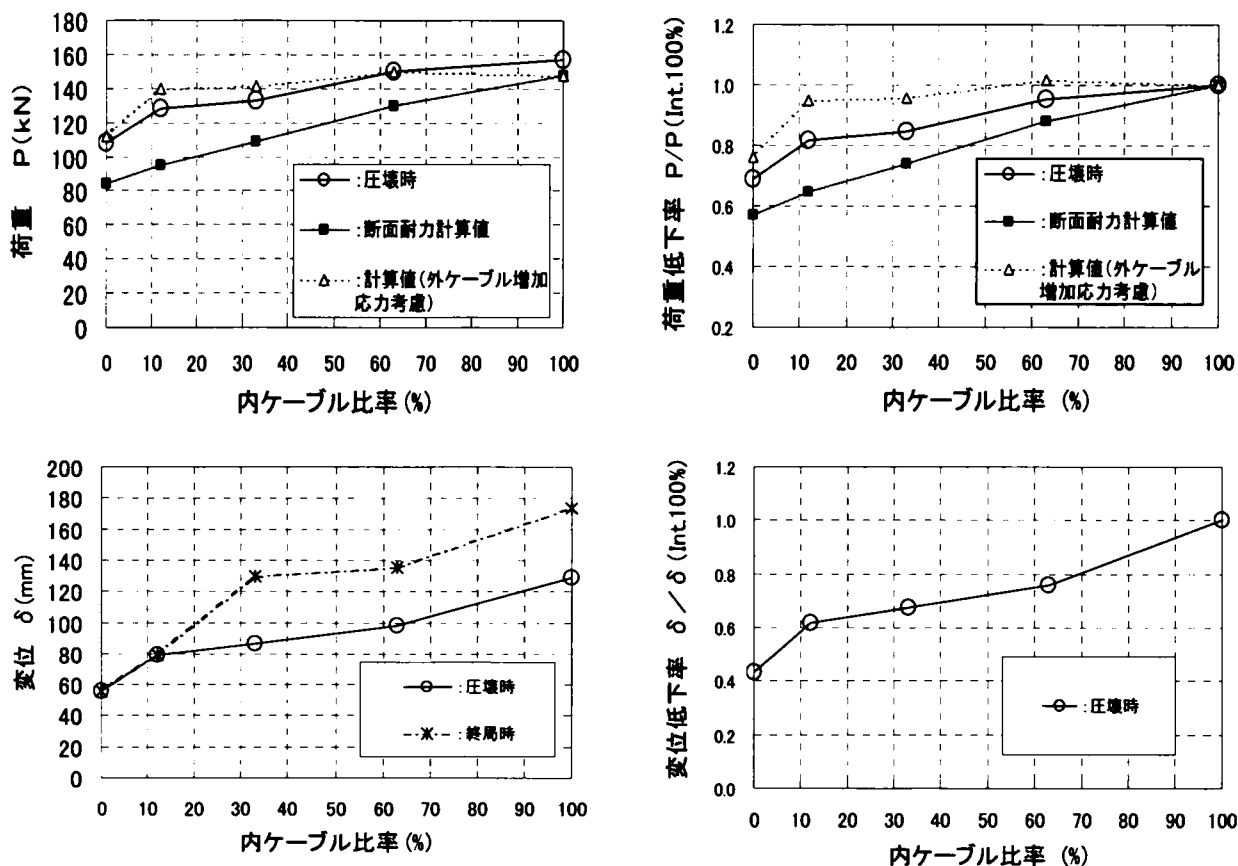 180
160
140
120
100
80
60
40
20
0
荷重 P(kN)
:圧壊時
:断面耐力計算値
:計算値(外ケーブル増加
応力考慮)
0 10 20 30 40 50 60 70 80 90 100
内ケーブル比率(%)
1.2
1.0
0.8
0.6
0.4
0.2
荷重低下率 P/P(Int.100%)
:圧壊時
:断面耐力計算値
:計算値(外ケーブル
増加応力考慮)
0 10 20 30 40 50 60 70 80 90 100
内ケーブル比率 (%)
200
180
160
140
120
100
80
60
40
20
0
変位 δ(mm)
:圧壊時
:終局時
0 10 20 30 40 50 60 70 80 90 100
内ケーブル比率(%)
1.2
1.0
0.8
0.6
0.4
0.2
0.0
変位低下率 δ/δ(Int.100%)
:圧壊時
0 10 20 30 40 50 60 70 80 90 100
内ケーブル比率(%)